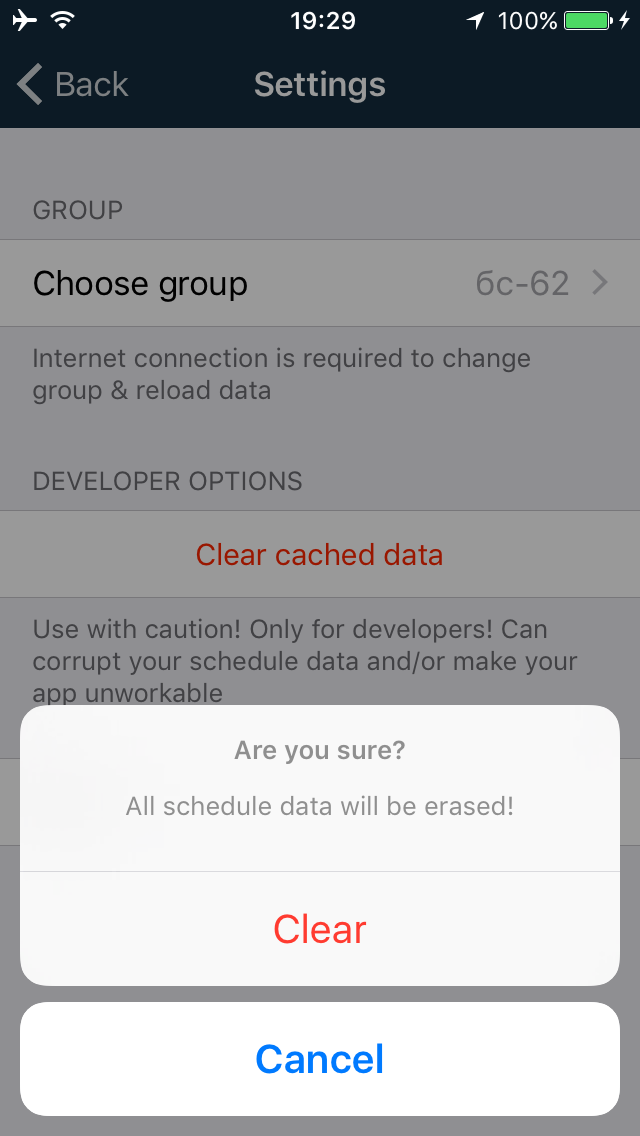 19:29
100%
Back
Settings
GROUP
Choose group
бс-62
Internet connection is required to change
group & reload data
DEVELOPER OPTIONS
Clear cached data
Use with caution! Only for developers! Can
corrupt your schedule data and/or make your
app unworkable
Are you sure?
All schedule data will be erased!
Clear
Cancel